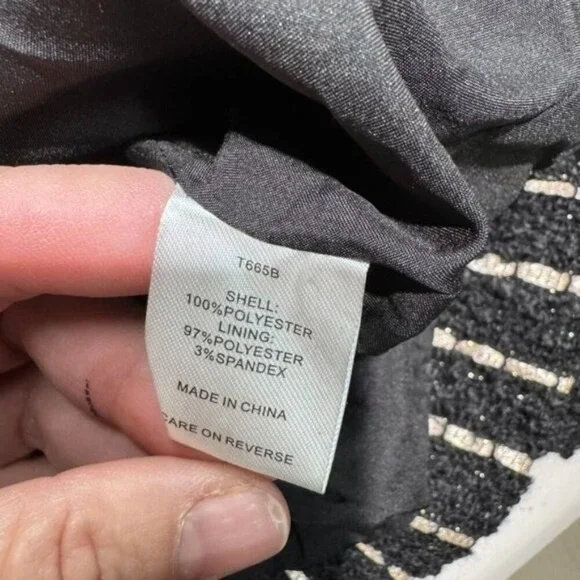 T665B
SHELL:
100%POLYESTER
LINING:
97%POLYESTER
3%SPANDEX
MADE IN CHINA
CARE ON REVERSE